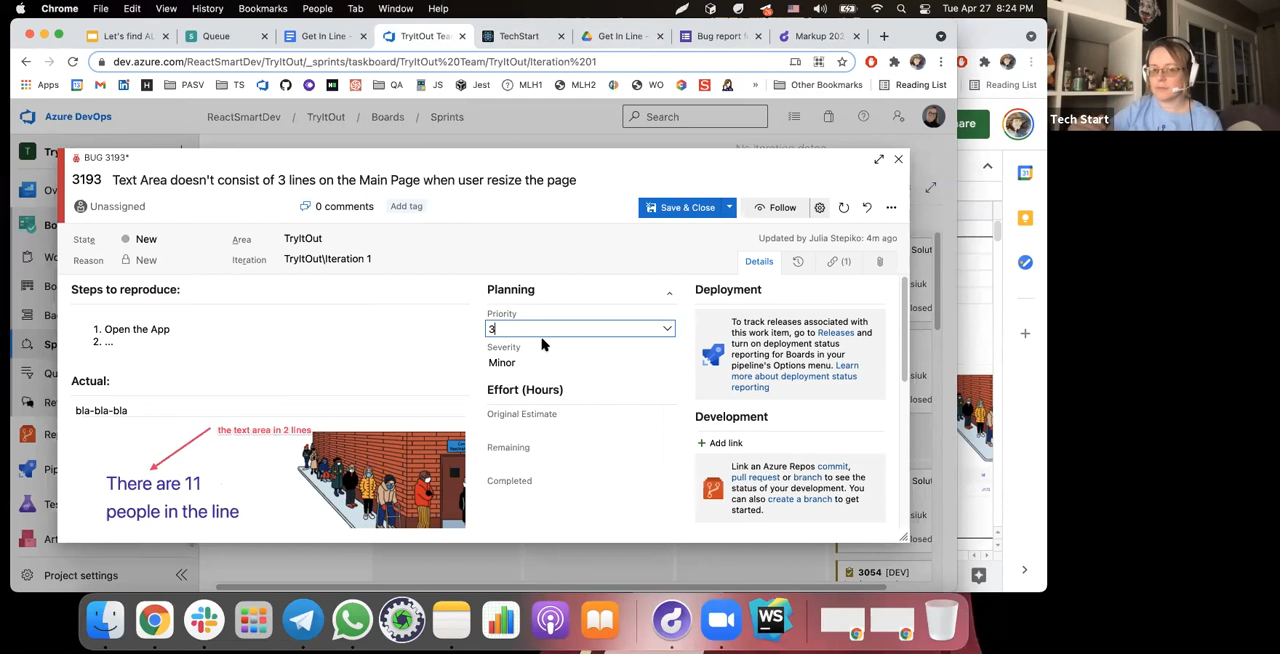 Chrome File Edit View History Bookmarks People Tab Window Help Tue Apr 27 8:24 PM
Let's find Queue Get In Line - TryItOut Tea TechStart Get In Line - Bug report f Markup 202
dev.azure.com/ReactSmartDev/TryItOut/_sprints/taskboard/TryItOut%20Team/TryItOut/Iteration%201
Apps PASV TS QA JS Jest MLH1 MLH2 WO » Other Bookmarks Reading List Reading List
Azure DevOps ReactSmartDev / TryItOut / Boards / Sprints Search
Tech Start
BUG 3193*
3193 Text Area doesn't consist of 3 lines on the Main Page when user resize the page
Unassigned 0 comments Add tag Save & Close Follow
State New Area TryItOut Updated by Julia Stepiko: 4m ago
Reason New Iteration TryItOut\Iteration 1 Details (1)
Steps to reproduce:
1. Open the App
2. ...
Actual:
bla-bla-bla
the text area in 2 lines
There are 11
people in the line
Planning
Priority
3
Severity
Minor
Effort (Hours)
Original Estimate
Remaining
Completed
Deployment
To track releases associated with
this work item, go to Releases and
turn on deployment status
reporting for Boards in your
pipeline's Options menu. Learn
more about deployment status
reporting
Development
+ Add link
Link an Azure Repos commit,
pull request or branch to see the
status of your development. You
can also create a branch to get
started.
Project settings
3054 [DEV]
WS